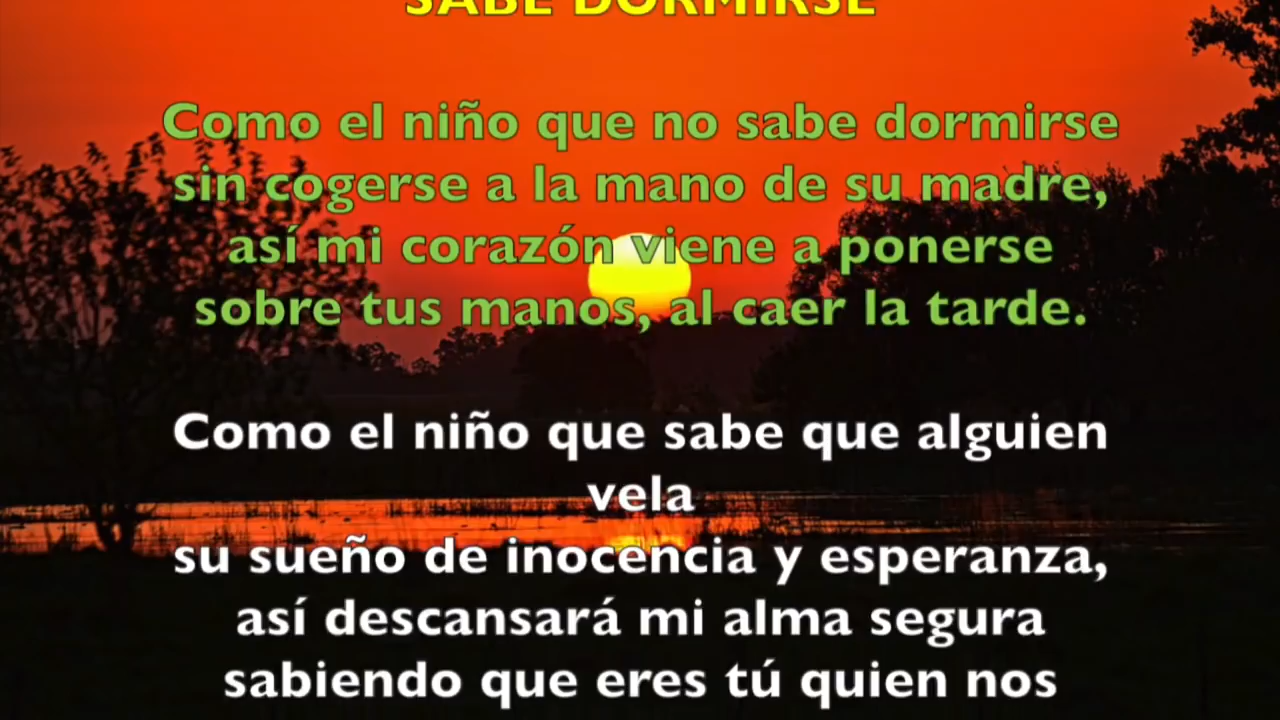 SABE DORMIRSE
Como el niño que no sabe dormirse
sin cogerse a la mano de su madre,
así mi corazón viene a ponerse
sobre tus manos, al caer la tarde.
Como el niño que sabe que alguien
vela
su sueño de inocencia y esperanza,
así descansará mi alma segura
sabiendo que eres tú quien nos